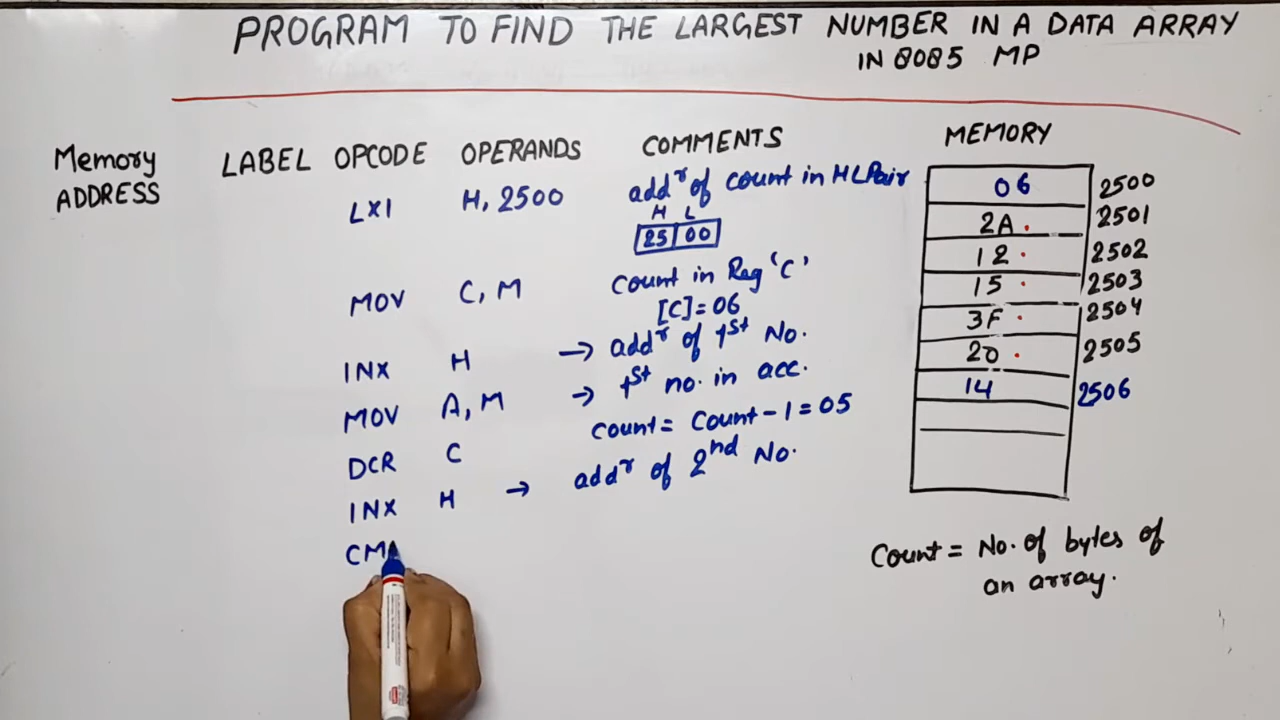 PROGRAM TO FIND THE LARGEST NUMBER IN A DATA ARRAY
IN 8085 MP
Memory ADDRESS
LABEL OPCODE OPERANDS COMMENTS
LXI H, 2500 addʳ of count in HL Pair
H L
25 00
MOV C, M count in Reg 'C'
[C]=06
INX H → addʳ of 1st No.
MOV A, M → 1st no. in acc.
DCR C count = count - 1 = 05
INX H → addʳ of 2nd No.
CM
MEMORY
06 2500
2A 2501
12 2502
15 2503
3F 2504
20 2505
14 2506
Count = No. of bytes of
an array.